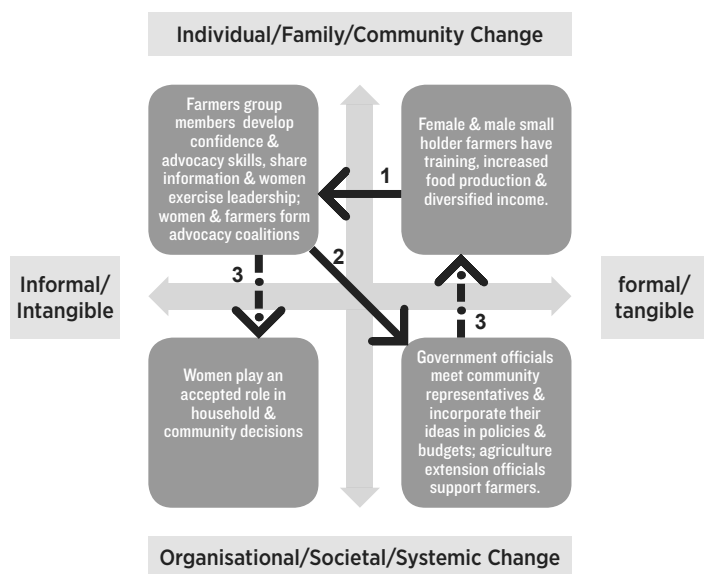 Individual/Family/Community Change
Farmers group
members develop
confidence &
advocacy skills, share
information & women
exercise leadership;
women & farmers form
advocacy coalitions
1
Female & male small
holder farmers have
training, increased
food production &
diversified income.
2
3
Informal/
Intangible
formal/
tangible
3
Women play an
accepted role in
household &
community decisions
Government officials
meet community
representatives &
incorporate their
ideas in policies &
budgets; agriculture
extension officials
support farmers.
Organisational/Societal/Systemic Change